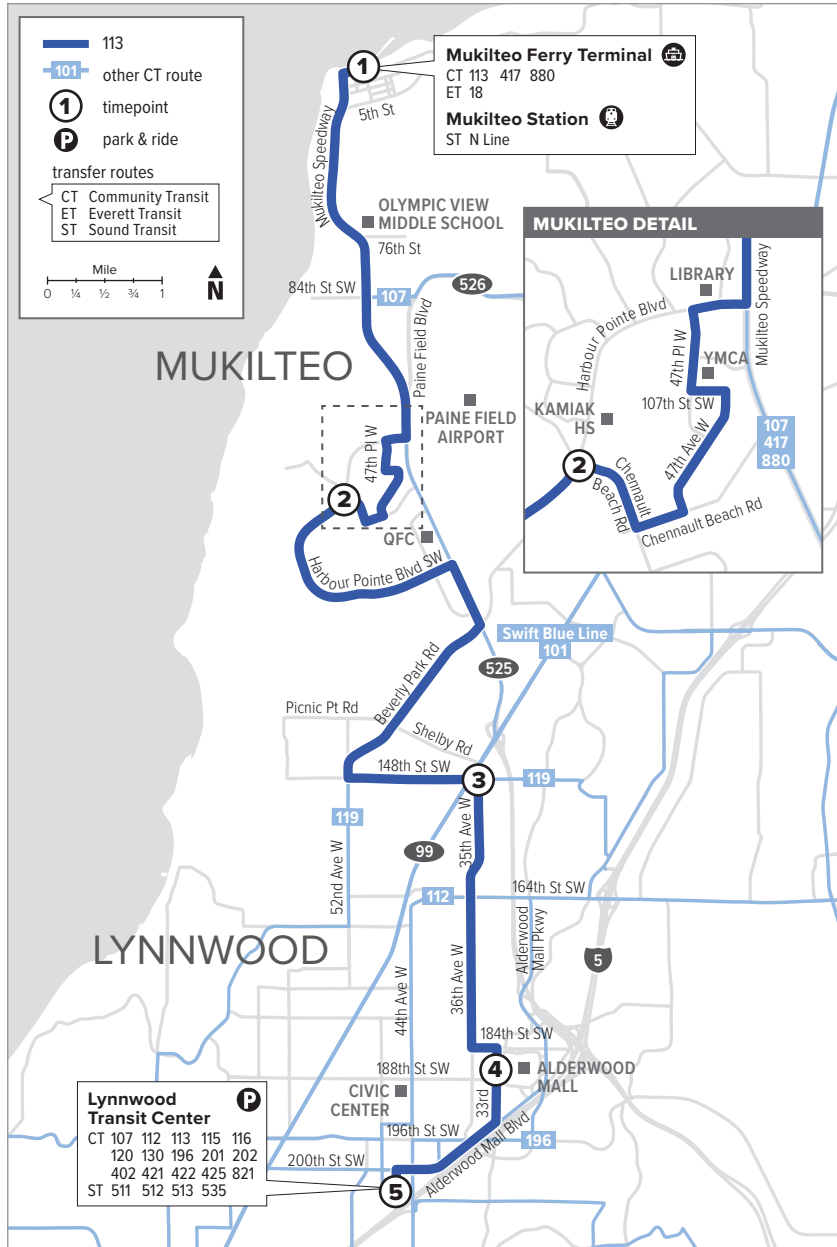 113
101 other CT route
1 timepoint
P park & ride
transfer routes
CT Community Transit
ET Everett Transit
ST Sound Transit
Mile
0 ¼ ½ ¾ 1
N
1
Mukilteo Ferry Terminal
CT 113 417 880
ET 18
Mukilteo Station
ST N Line
5th St
Mukilteo Speedway
OLYMPIC VIEW
MIDDLE SCHOOL
76th St
84th St SW
107
526
Paine Field Blvd
MUKILTEO
PAINE FIELD
AIRPORT
47th Pl W
2
QFC
Harbour Pointe Blvd SW
MUKILTEO DETAIL
LIBRARY
Mukilteo Speedway
Harbour Pointe Blvd
47th Pl W
YMCA
107th St SW
KAMIAK
HS
107
417
880
47th Ave W
2
Chennault
Beach Rd
Chennault Beach Rd
Swift Blue Line
101
525
Beverly Park Rd
Picnic Pt Rd
Shelby Rd
148th St SW
3
119
119
35th Ave W
99
52nd Ave W
112
164th St SW
LYNNWOOD
Alderwood
Mall Pkwy
5
36th Ave W
44th Ave W
184th St SW
188th St SW
4
ALDERWOOD
MALL
CIVIC
CENTER
33rd
196th St SW
196
Alderwood Mall Blvd
200th St SW
5
Lynnwood
Transit Center
P
CT 107 112 113 115 116
120 130 196 201 202
402 421 422 425 821
ST 511 512 513 535